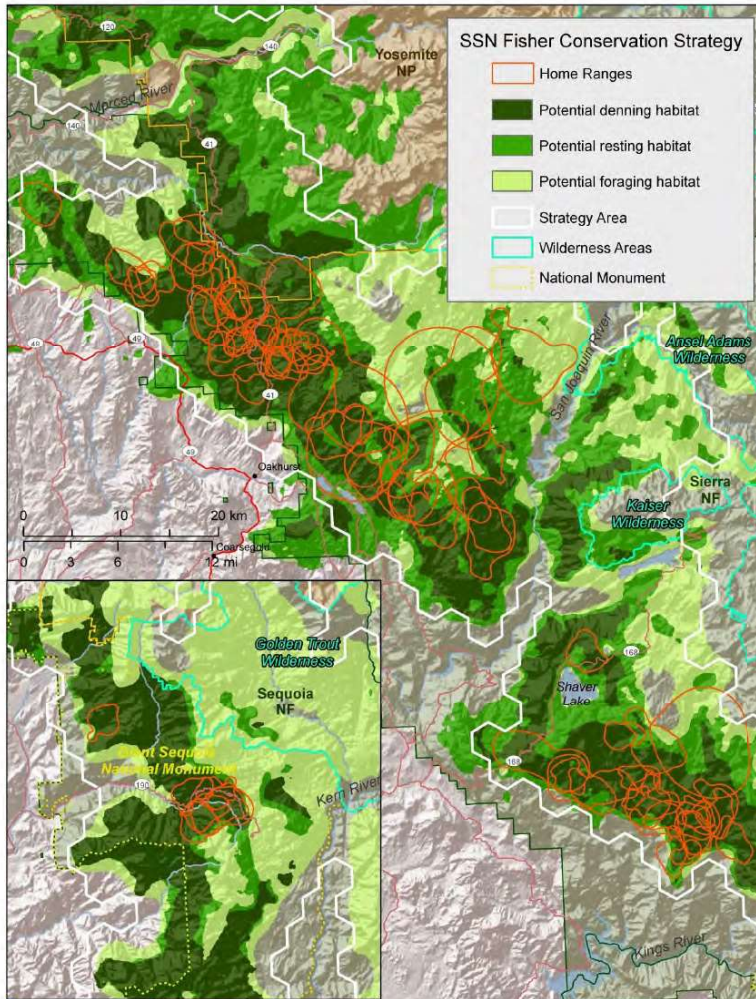 SSN Fisher Conservation Strategy
Home Ranges
Potential denning habitat
Potential resting habitat
Potential foraging habitat
Strategy Area
Wilderness Areas
National Monument
120
140
Yosemite
NP
Merced River
140
41
49
49
41
49
Oakhurst
San Joaquin River
Ansel Adams
Wilderness
Sierra
NF
Kaiser
Wilderness
0 10 20 km
0 3 6 12 mi
Coarsegold
168
Shaver
Lake
168
Kings River
Golden Trout
Wilderness
Sequoia
NF
Giant Sequoia
National Monument
190
Kern River